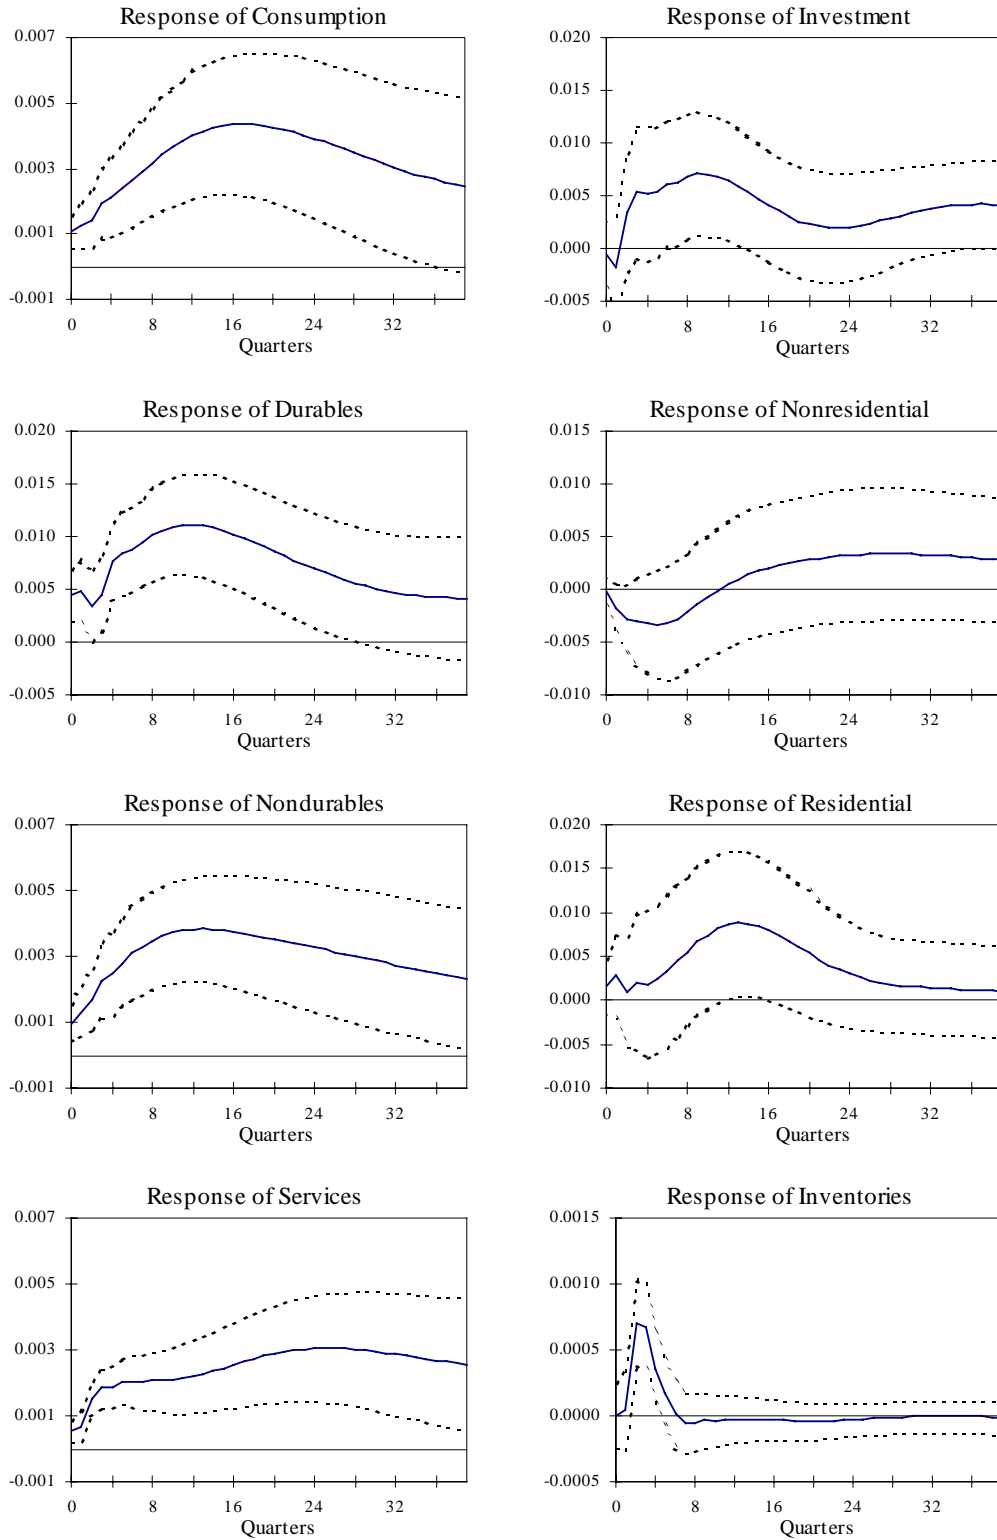 Response of Consumption
0.007
0.005
0.003
0.001
-0.001
0 8 16 24 32
Quarters
Response of Investment
0.020
0.015
0.010
0.005
0.000
-0.005
0 8 16 24 32
Quarters
Response of Durables
0.020
0.015
0.010
0.005
0.000
-0.005
0 8 16 24 32
Quarters
Response of Nonresidential
0.015
0.010
0.005
0.000
-0.005
-0.010
0 8 16 24 32
Quarters
Response of Nondurables
0.007
0.005
0.003
0.001
-0.001
0 8 16 24 32
Quarters
Response of Residential
0.020
0.015
0.010
0.005
0.000
-0.005
-0.010
0 8 16 24 32
Quarters
Response of Services
0.007
0.005
0.003
0.001
-0.001
0 8 16 24 32
Quarters
Response of Inventories
0.0015
0.0010
0.0005
0.0000
-0.0005
0 8 16 24 32
Quarters